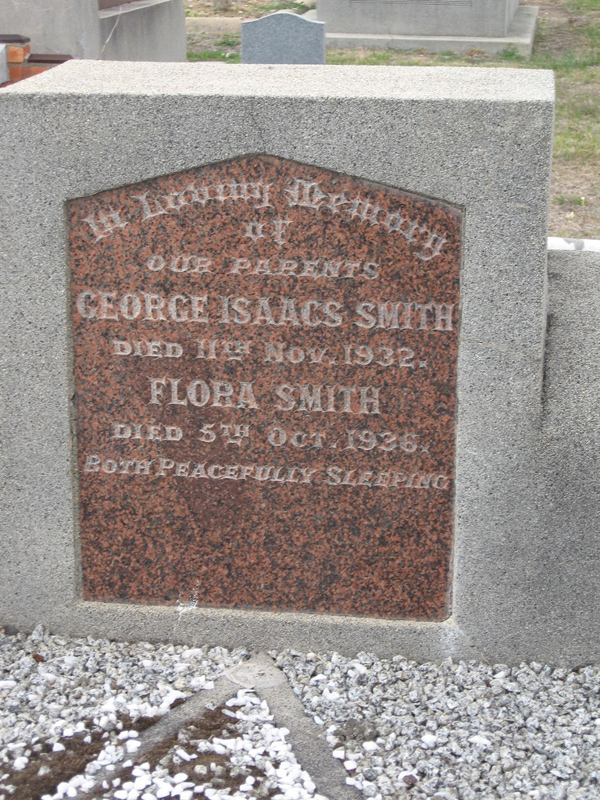 In Loving Memory
of
OUR PARENTS
GEORGE ISAACS SMITH
DIED 11TH NOV. 1932.
FLORA SMITH
DIED 5TH OCT. 1936.
BOTH PEACEFULLY SLEEPING